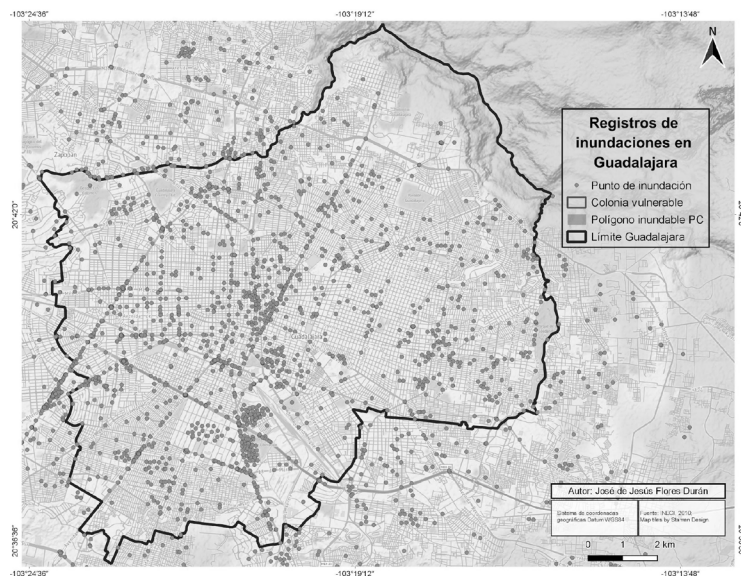 -103°24'36"
-103°19'12"
-103°13'48"
N
Registros de
inundaciones en
Guadalajara
Punto de inundación
Colonia vulnerable
Polígono inundable PC
Límite Guadalajara
20°42'0"
Zapopan
Guadalajara
20°36'36"
Autor: José de Jesús Flores Durán
Sistema de coordenadas
geográficas Datum WGS84
Fuente: INEGI, 2010.
Map tiles by Stamen Design
0 1 2 km
-103°24'36"
-103°19'12"
-103°13'48"